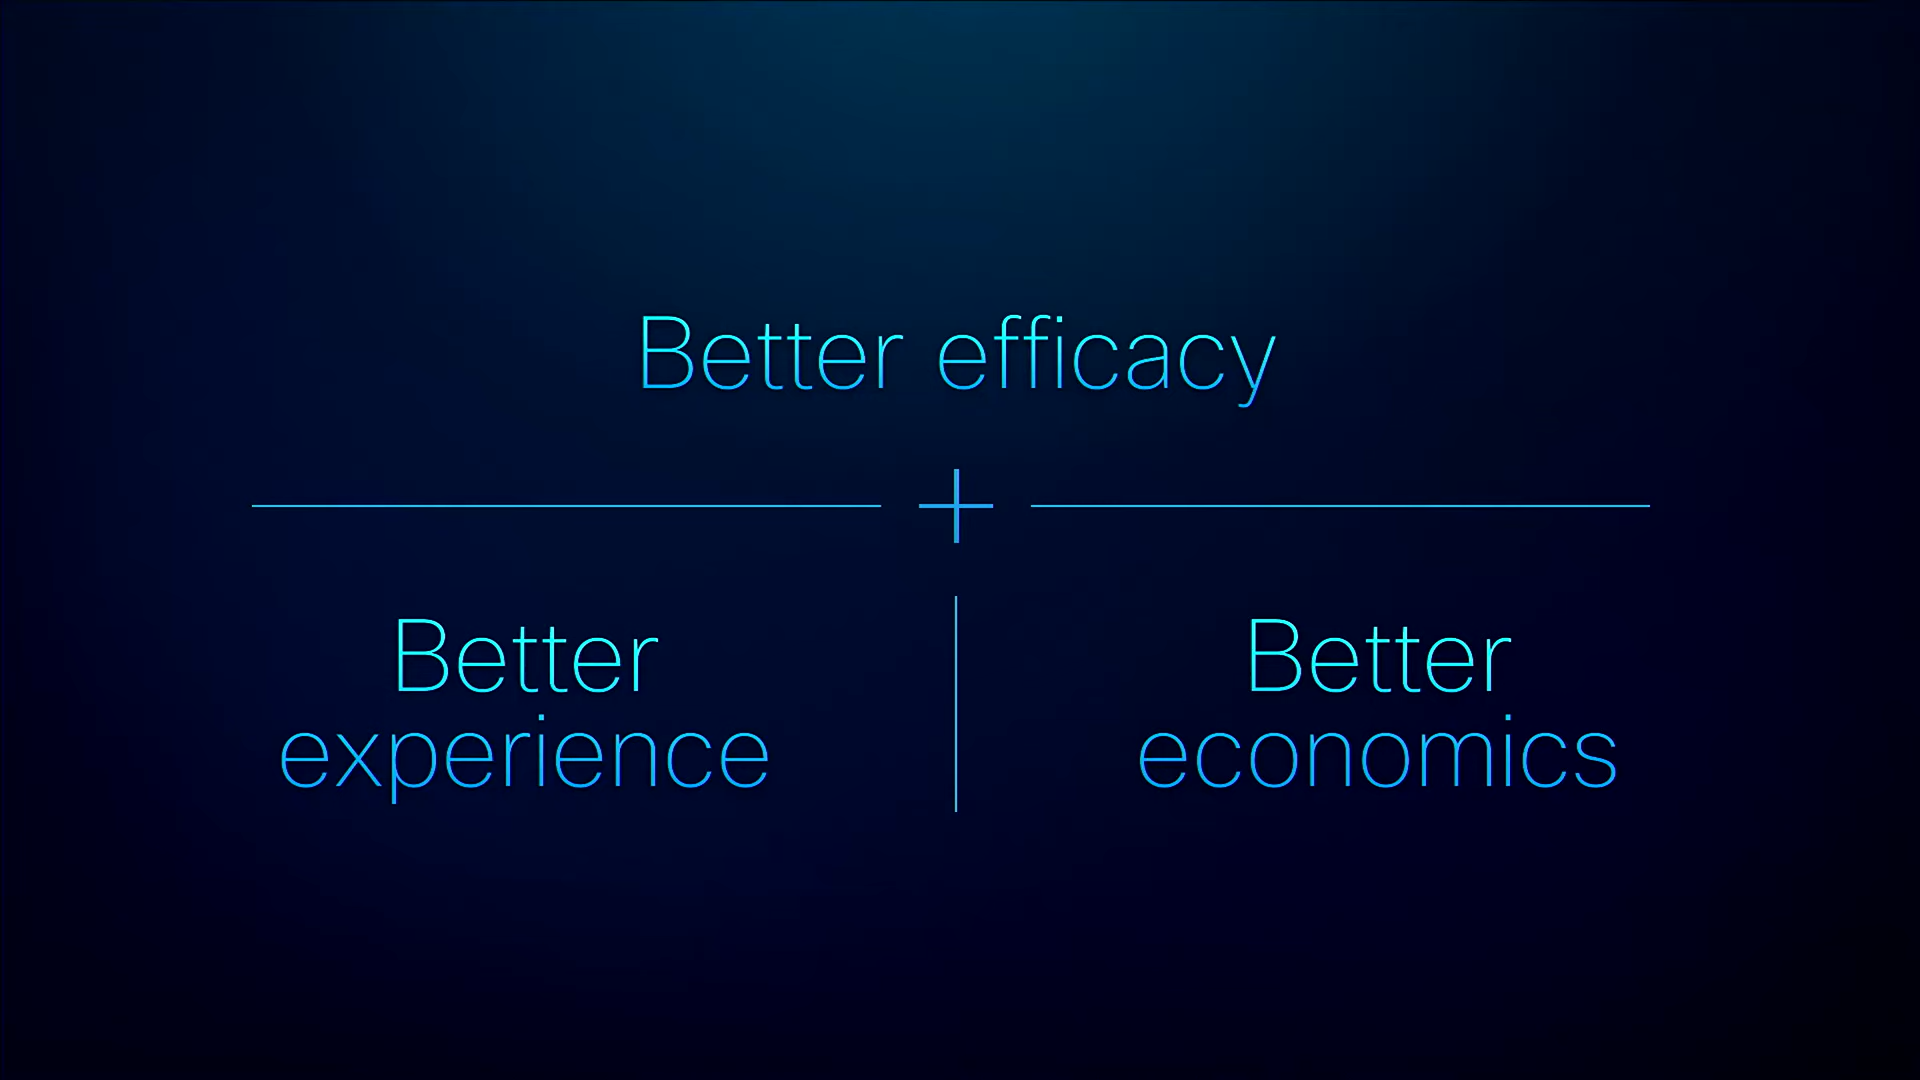 Better efficacy
Better
experience
Better
economics